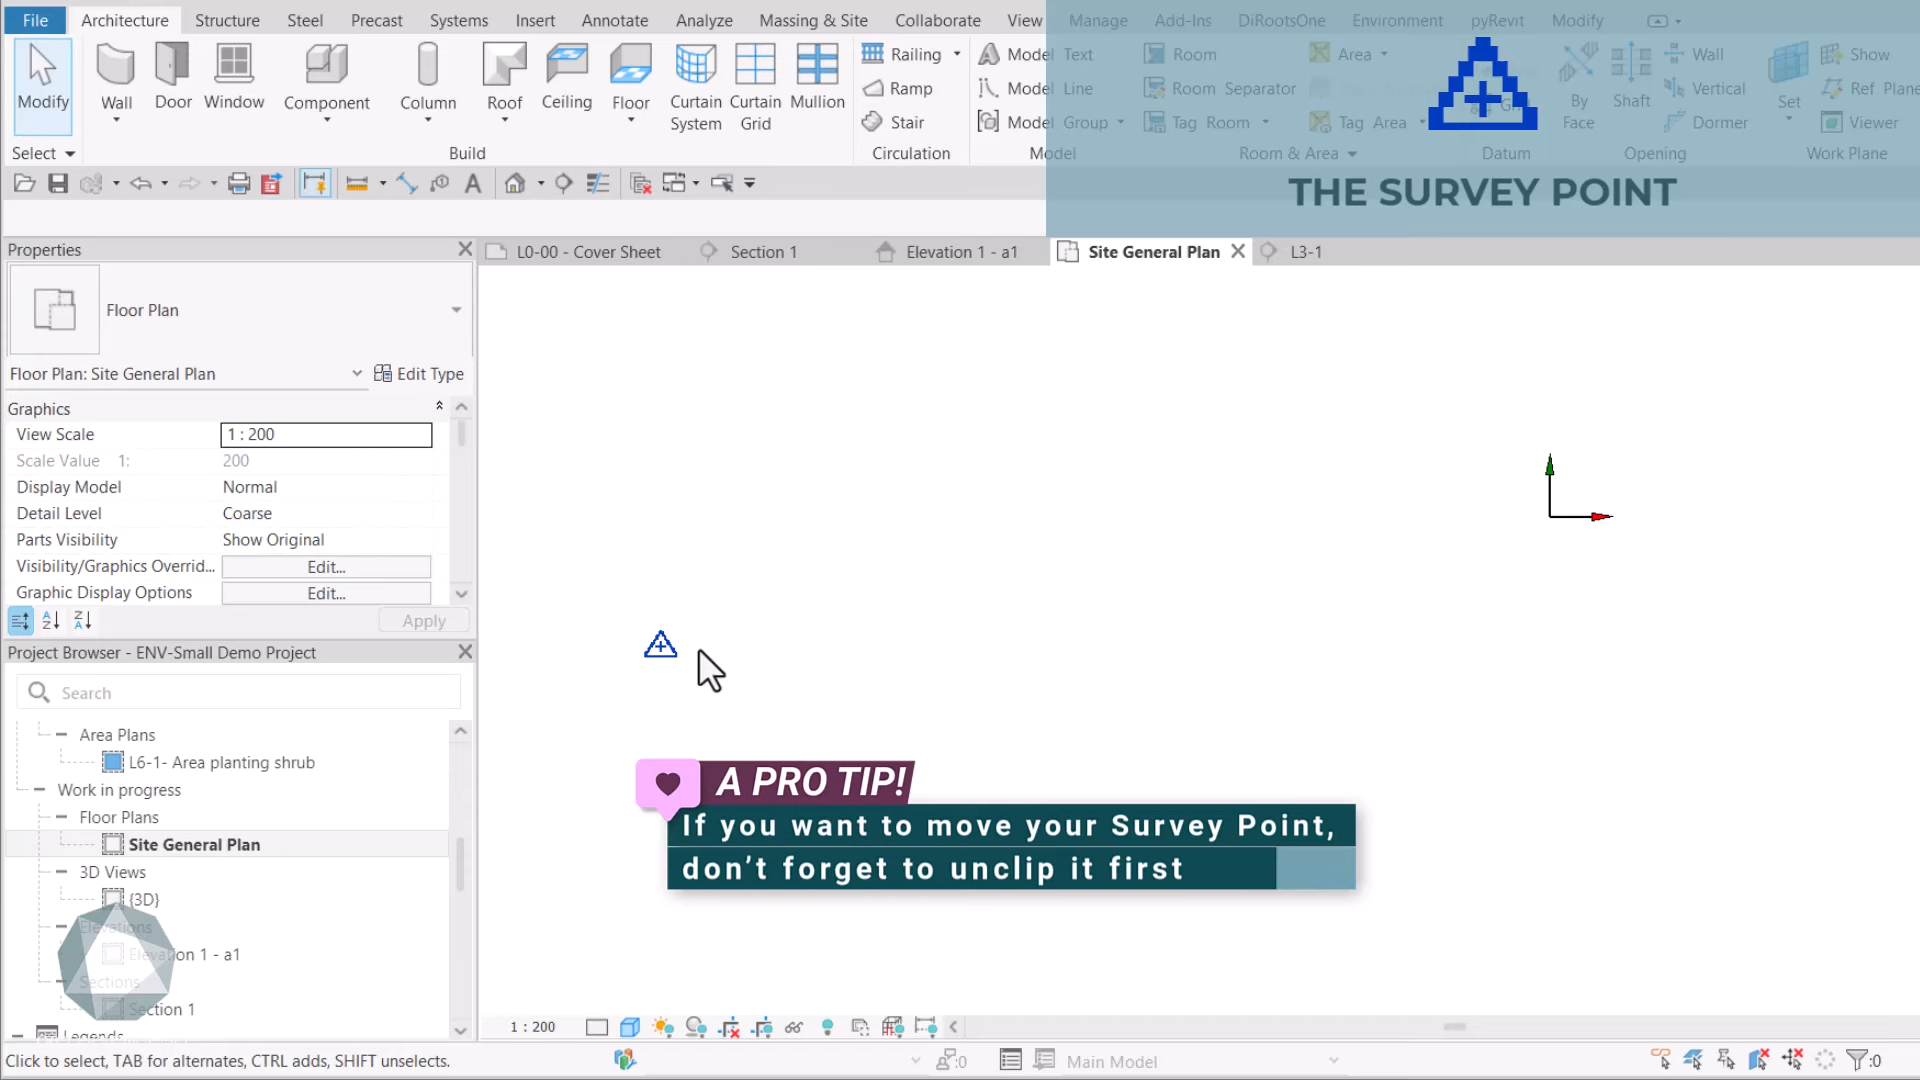 File Architecture Structure Steel Precast Systems Insert Annotate Analyze Massing & Site Collaborate View Manage Add-Ins DiRootsOne Environment pyRevit Modify
Modify Wall Door Window Component Column Roof Ceiling Floor Curtain System Curtain Grid Mullion
Railing
Ramp
Stair
Model Text
Model Line
Model Group
Room
Room Separator
Tag Room
Area
Tag Area
By Face
Shaft
Wall
Vertical
Dormer
Set
Show
Ref Plane
Viewer
Select Build Circulation Model Room & Area Datum Opening Work Plane
THE SURVEY POINT
Properties
L0-00 - Cover Sheet Section 1 Elevation 1 - a1 Site General Plan L3-1
Floor Plan
Floor Plan: Site General Plan Edit Type
Graphics
View Scale 1 : 200
Scale Value 1: 200
Display Model Normal
Detail Level Coarse
Parts Visibility Show Original
Visibility/Graphics Overrid... Edit...
Graphic Display Options Edit...
Apply
Project Browser - ENV-Small Demo Project
Search
Area Plans
L6-1- Area planting shrub
Work in progress
Floor Plans
Site General Plan
3D Views
{3D}
Elevations
Elevation 1 - a1
Sections
Section 1
Legends
A PRO TIP!
If you want to move your Survey Point,
don't forget to unclip it first
1 : 200
Click to select, TAB for alternates, CTRL adds, SHIFT unselects. :0 Main Model :0